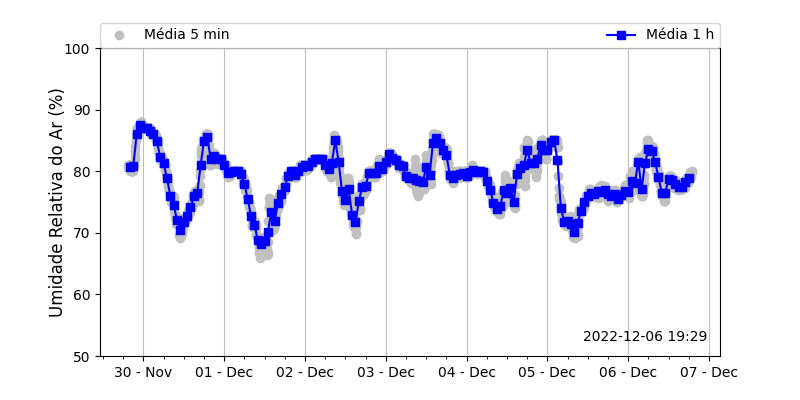 Média 5 min Média 1 h
100
90
80
70
60
50
Umidade Relativa do Ar (%)
2022-12-06 19:29
30 - Nov 01 - Dec 02 - Dec 03 - Dec 04 - Dec 05 - Dec 06 - Dec 07 - Dec